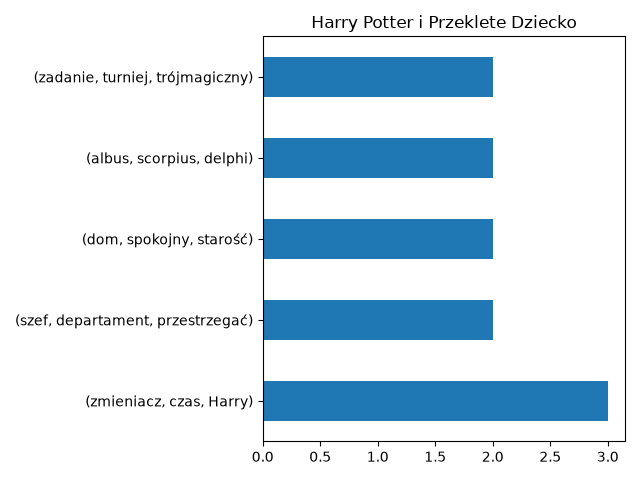 Harry Potter i Przeklete Dziecko
(zadanie, turniej, trójmagiczny)
(albus, scorpius, delphi)
(dom, spokojny, starość)
(szef, departament, przestrzegać)
(zmieniacz, czas, Harry)
0.0 0.5 1.0 1.5 2.0 2.5 3.0